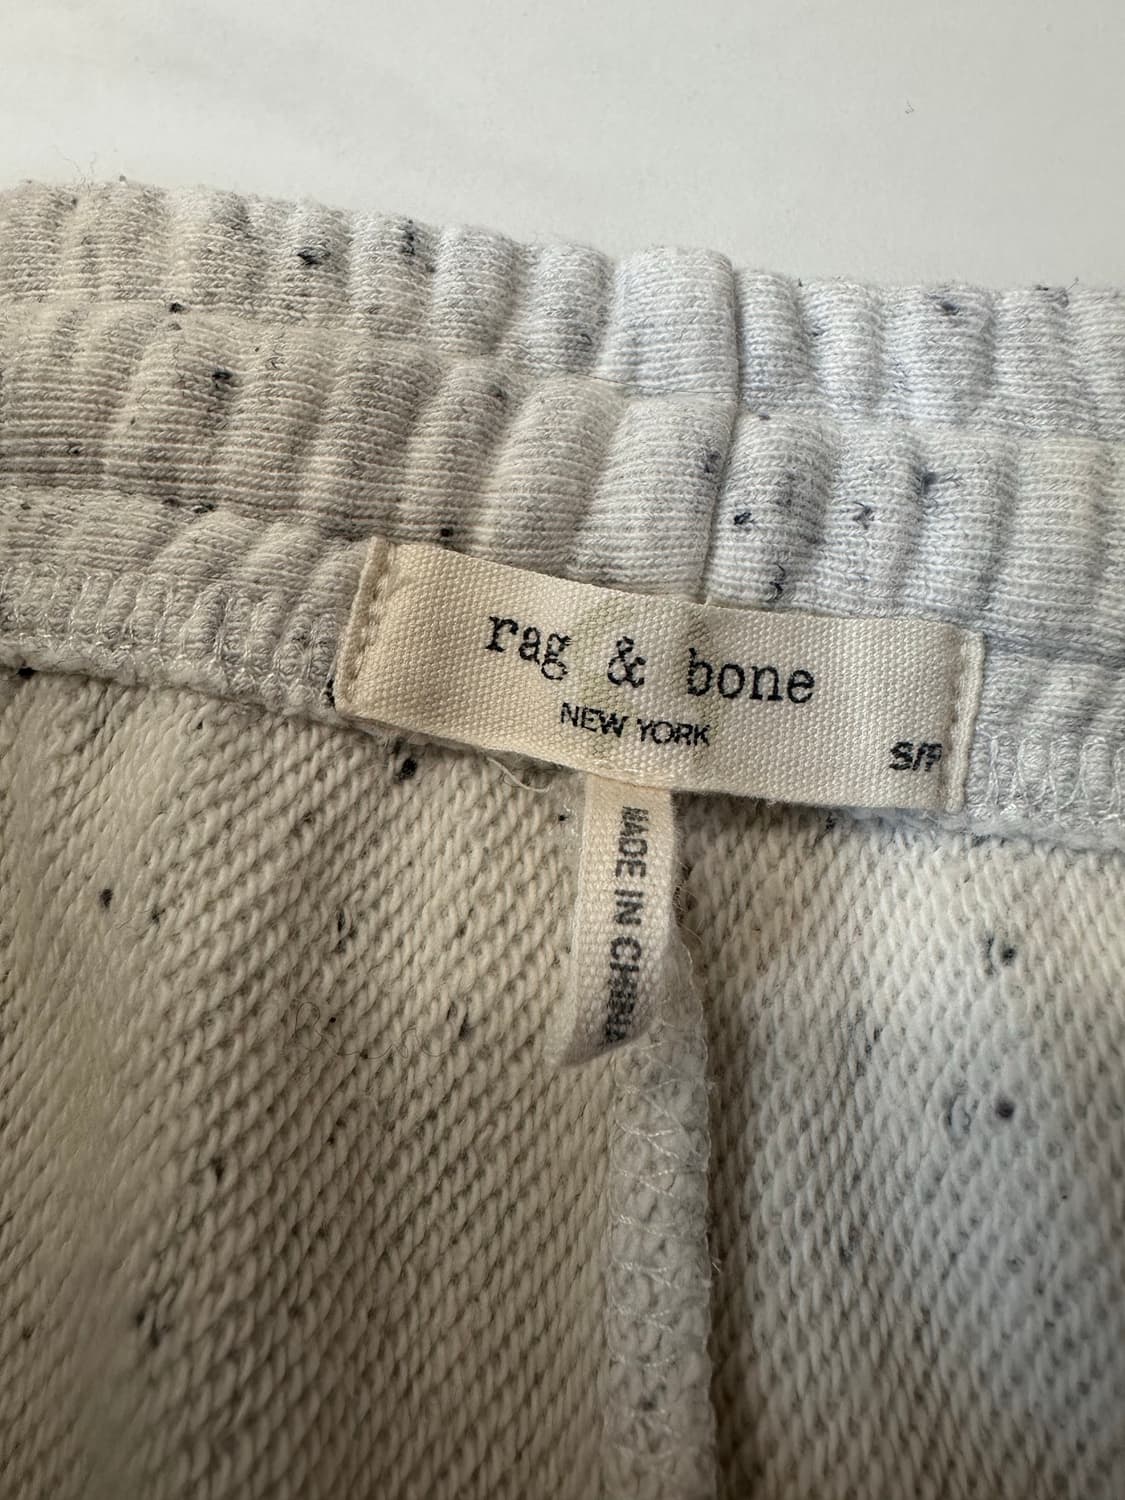 rag & bone
NEW YORK
S/P
MADE IN CHINA